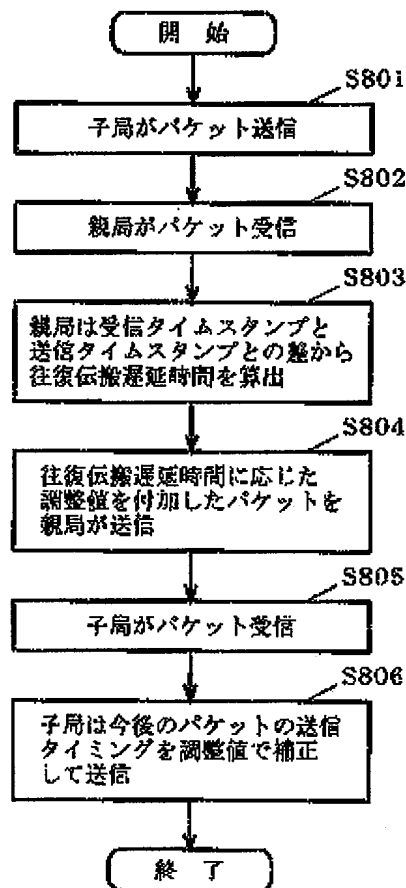 開 始
S801
子局がパケット送信
S802
親局がパケット受信
S803
親局は受信タイムスタンプと
送信タイムスタンプとの差から
往復伝搬遅延時間を算出
S804
往復伝搬遅延時間に応じた
調整値を付加したパケットを
親局が送信
S805
子局がパケット受信
S806
子局は今後のパケットの送信
タイミングを調整値で補正
して送信
終 了